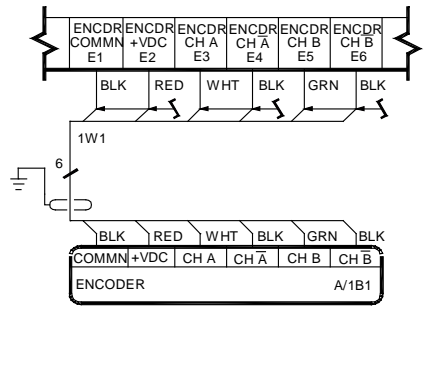 ENCDR ENCDR ENCDR ENCDR ENCDR ENCDR
COMMN +VDC CH A CH A̅ CH B CH B̅
E1 E2 E3 E4 E5 E6
BLK RED WHT BLK GRN BLK
1W1
6
BLK RED WHT BLK GRN BLK
COMMN +VDC CH A CH A̅ CH B CH B̅
ENCODER A/1B1